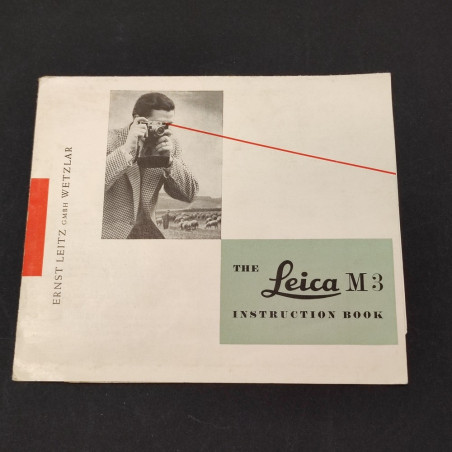 ERNST LEITZ GMBH WETZLAR
THE
Leica M3
INSTRUCTION BOOK